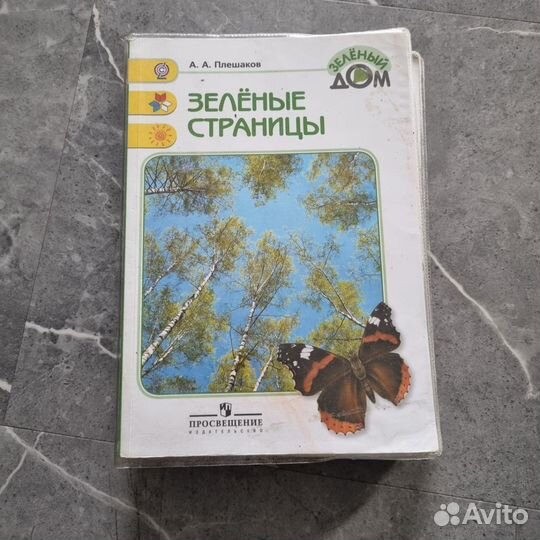 А. А. Плешаков
ЗЕЛЁНЫЙ
ДОМ
ЗЕЛЁНЫЕ
СТРАНИЦЫ
ПРОСВЕЩЕНИЕ
ИЗДАТЕЛЬСТВО
Avito